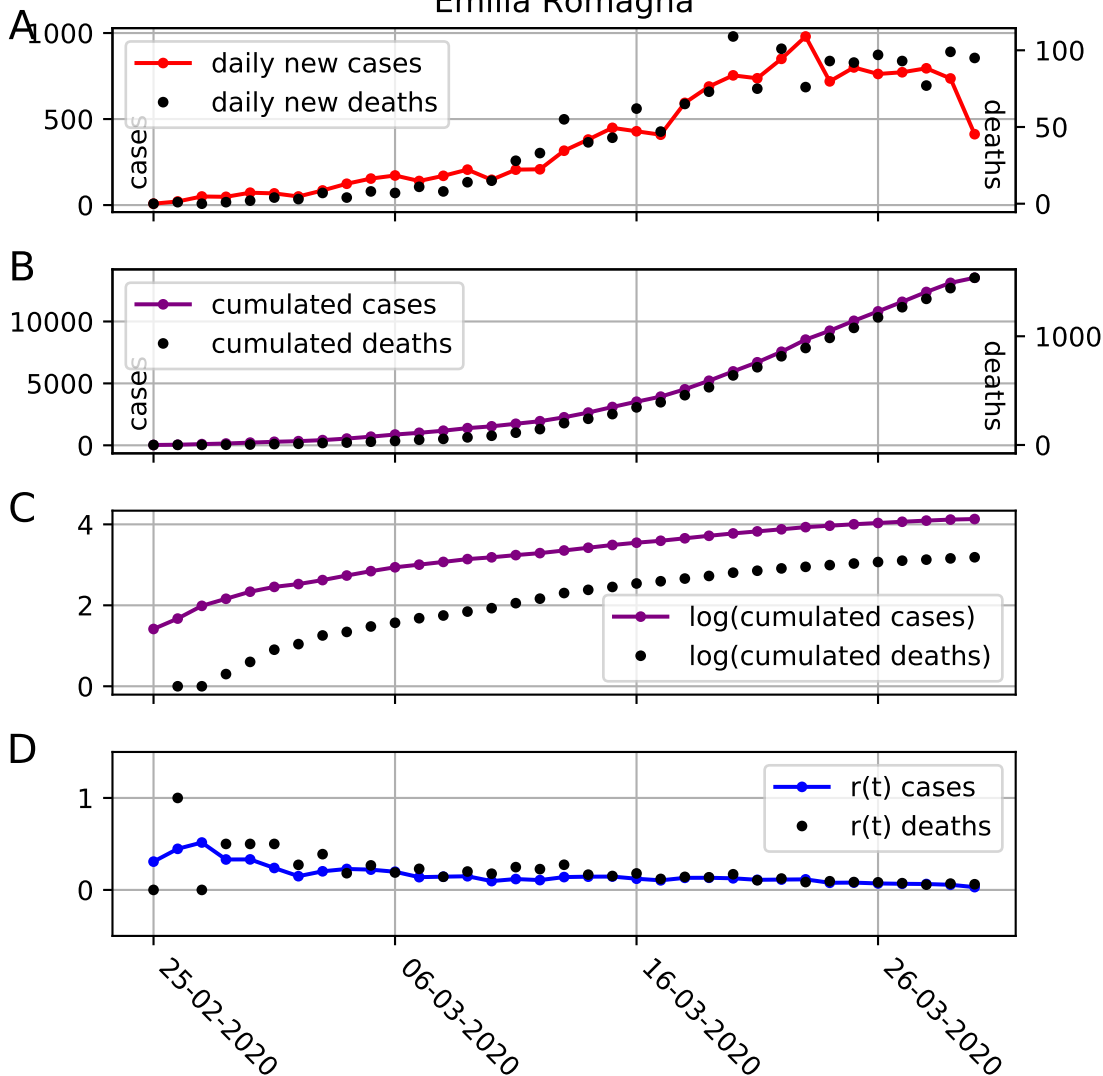 Emilia Romagna
A
1000
500
0
cases
daily new cases
daily new deaths
100
50
0
deaths
B
10000
5000
0
cases
cumulated cases
cumulated deaths
1000
0
deaths
C
4
2
0
log(cumulated cases)
log(cumulated deaths)
D
1
0
r(t) cases
r(t) deaths
25-02-2020
06-03-2020
16-03-2020
26-03-2020